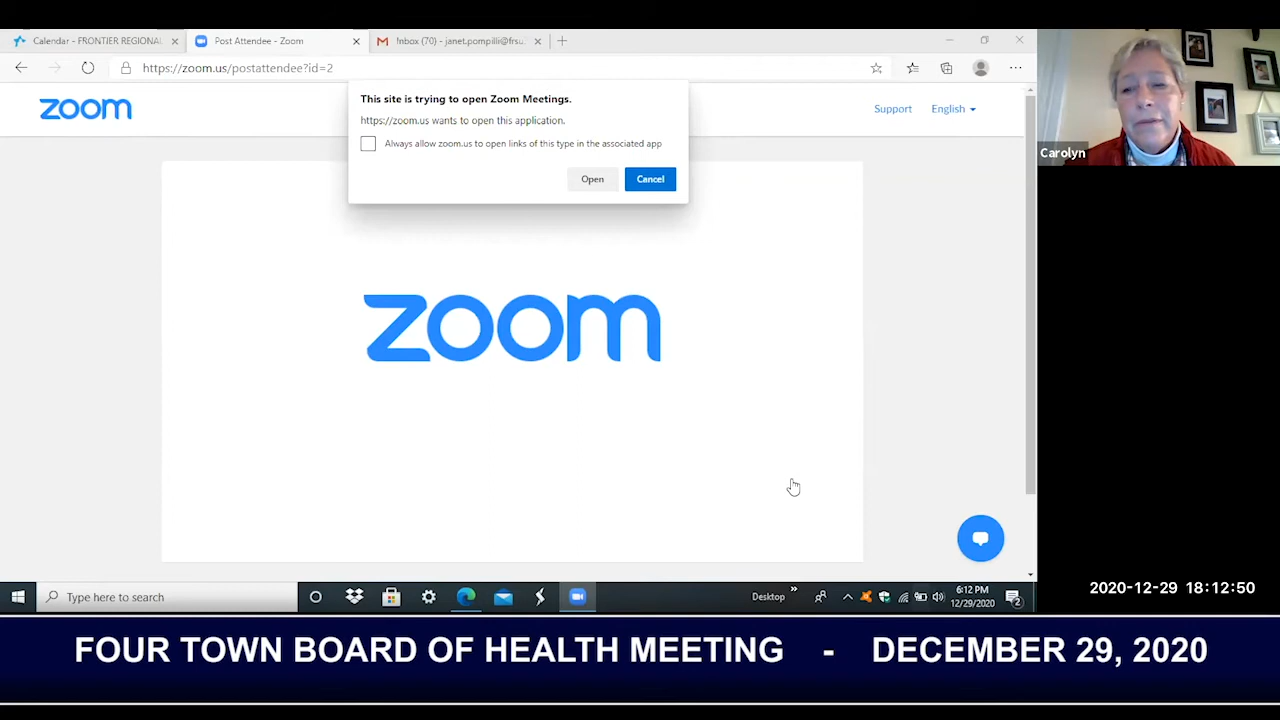 Calendar - FRONTIER REGIONAL
Post Attendee - Zoom
Inbox (70) - janet.pompilli@frsu
https://zoom.us/postattendee?id=2
zoom
This site is trying to open Zoom Meetings.
https://zoom.us wants to open this application.
Always allow zoom.us to open links of this type in the associated app
Open
Cancel
Support
English
Carolyn
zoom
Type here to search
Desktop
6:12 PM
12/29/2020
2
2020-12-29 18:12:50
FOUR TOWN BOARD OF HEALTH MEETING - DECEMBER 29, 2020